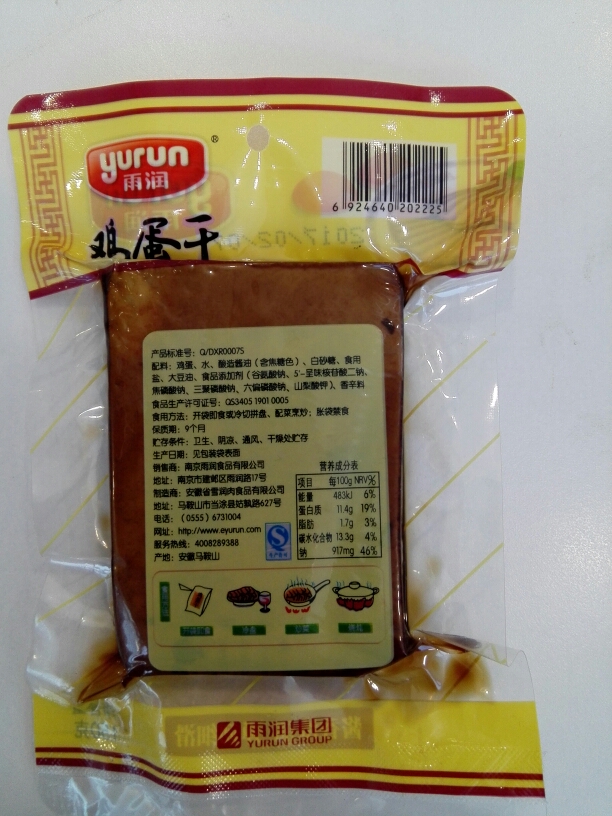 yurun
雨润
®
6 924640 202225
2017/02/0
鸡蛋干
产品标准号：Q/DXR0007S
配料：鸡蛋、水、酿造酱油（含焦糖色）、白砂糖、食用
盐、大豆油、食品添加剂（谷氨酸钠、5'-呈味核苷酸二钠、
焦磷酸钠、三聚磷酸钠、六偏磷酸钠、山梨酸钾）、香辛料
食品生产许可证号：QS3405 1901 0005
食用方法：开袋即食或冷切拼盘、配菜烹炒；胀袋禁食
保质期：9个月
贮存条件：卫生、阴凉、通风、干燥处贮存
生产日期：见包装袋表面
销售商：南京雨润食品有限公司
地址：南京市建邺区雨润路17号
制造商：安徽省雪润肉食品有限公司
地址：马鞍山市当涂县姑孰路627号
电话：（0555）6731004
网址：http://www.eyurun.com
服务热线：4008289388
产地：安徽马鞍山
营养成分表
项目 每100g NRV%
能量 483kJ 6%
蛋白质 11.4g 19%
脂肪 1.7g 3%
碳水化合物 13.3g 4%
钠 917mg 46%
雨润集团
YURUN GROUP